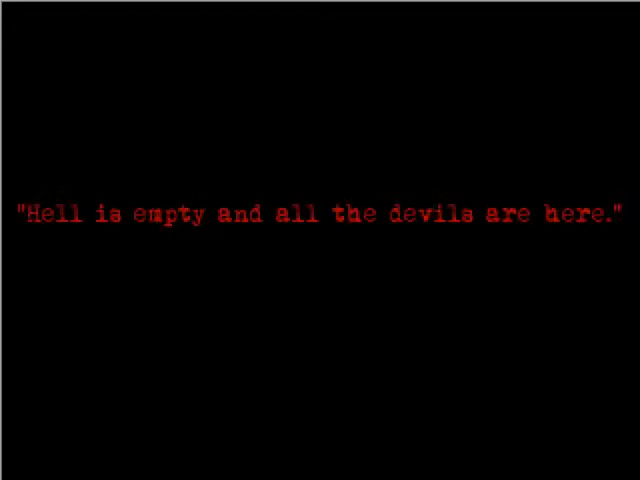 "Hell is empty and all the devils are here."